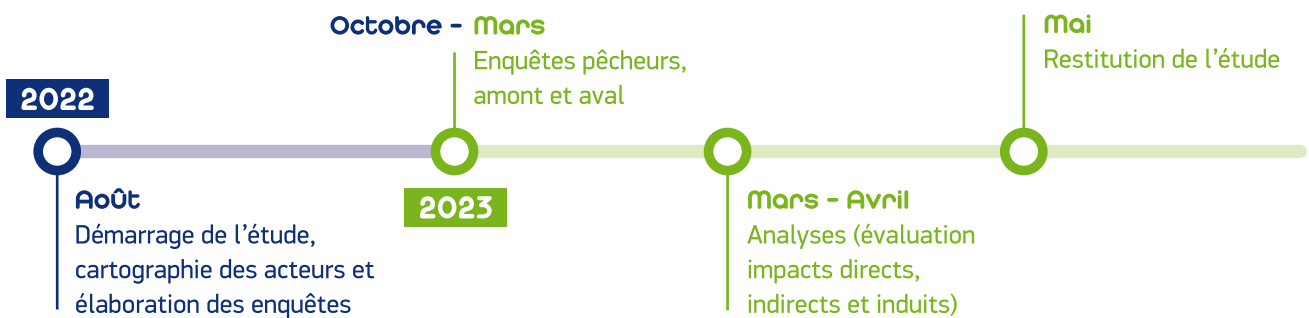 2022
Août
Démarrage de l’étude,
cartographie des acteurs et
élaboration des enquêtes
Octobre - Mars
Enquêtes pêcheurs,
amont et aval
2023
Mars - Avril
Analyses (évaluation
impacts directs,
indirects et induits)
Mai
Restitution de l’étude